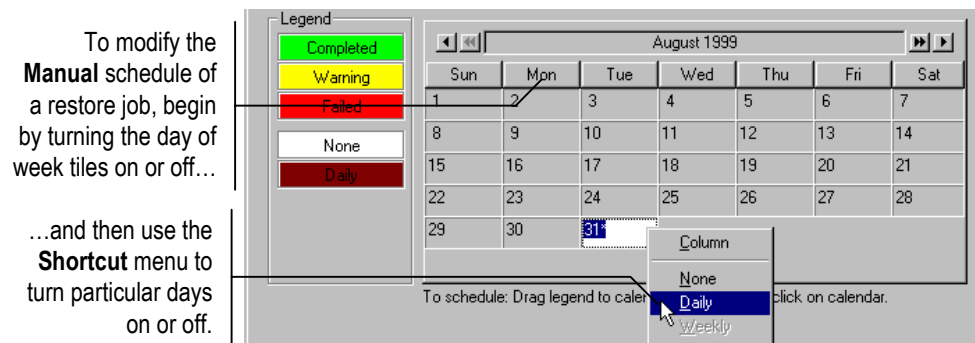 To modify the
Manual schedule of
a restore job, begin
by turning the day of
week tiles on or off…
…and then use the
Shortcut menu to
turn particular days
on or off.
Legend
Completed
Warning
Failed
None
Daily
August 1999
Sun Mon Tue Wed Thu Fri Sat
1 2 3 4 5 6 7
8 9 10 11 12 13 14
15 16 17 18 19 20 21
22 23 24 25 26 27 28
29 30 31*
Column
None
Daily
Weekly
To schedule: Drag legend to caler click on calendar.